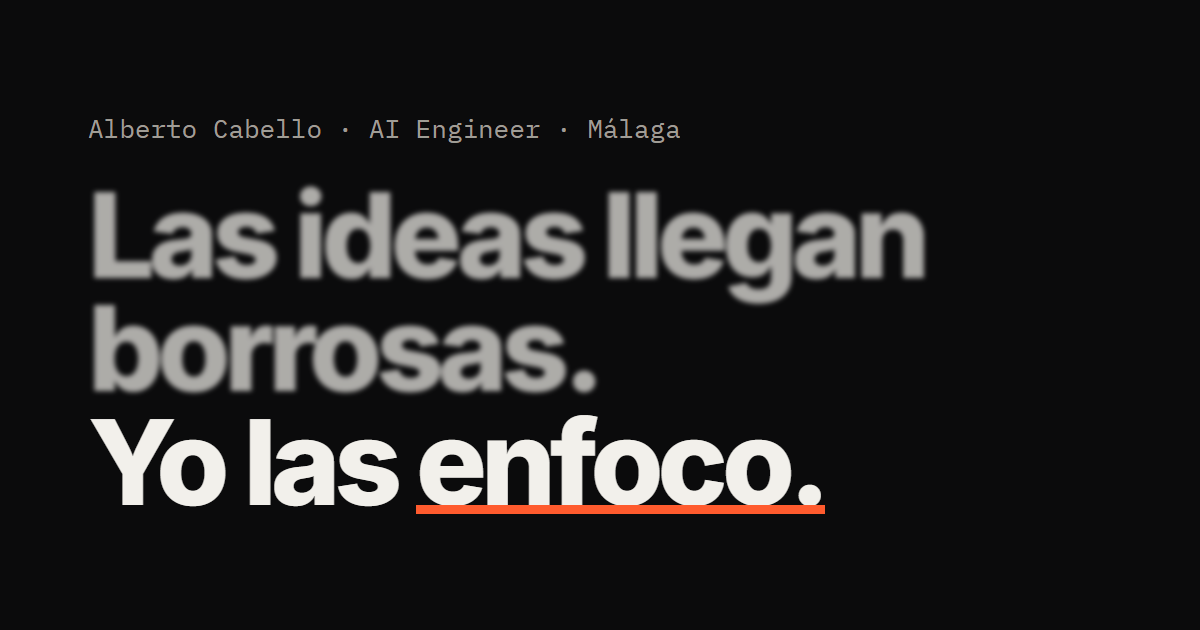 Alberto Cabello · AI Engineer · Málaga
Las ideas llegan
borrosas.
Yo las enfoco.